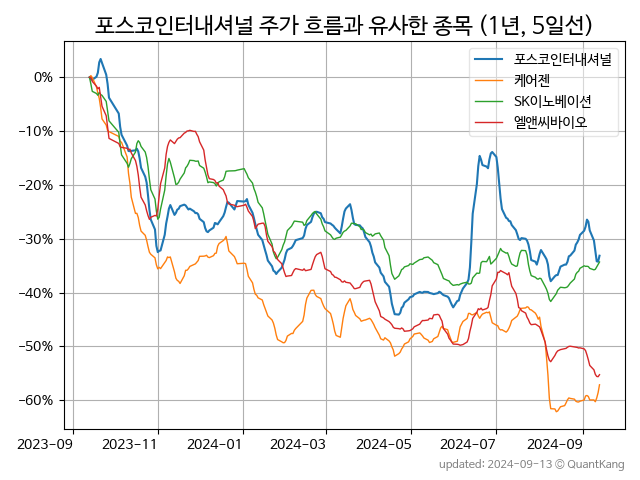 포스코인터내셔널 주가 흐름과 유사한 종목 (1년, 5일선)
포스코인터내셔널
케어젠
SK이노베이션
엘앤씨바이오
0%
-10%
-20%
-30%
-40%
-50%
-60%
2023-09 2023-11 2024-01 2024-03 2024-05 2024-07 2024-09
updated: 2024-09-13 © QuantKang